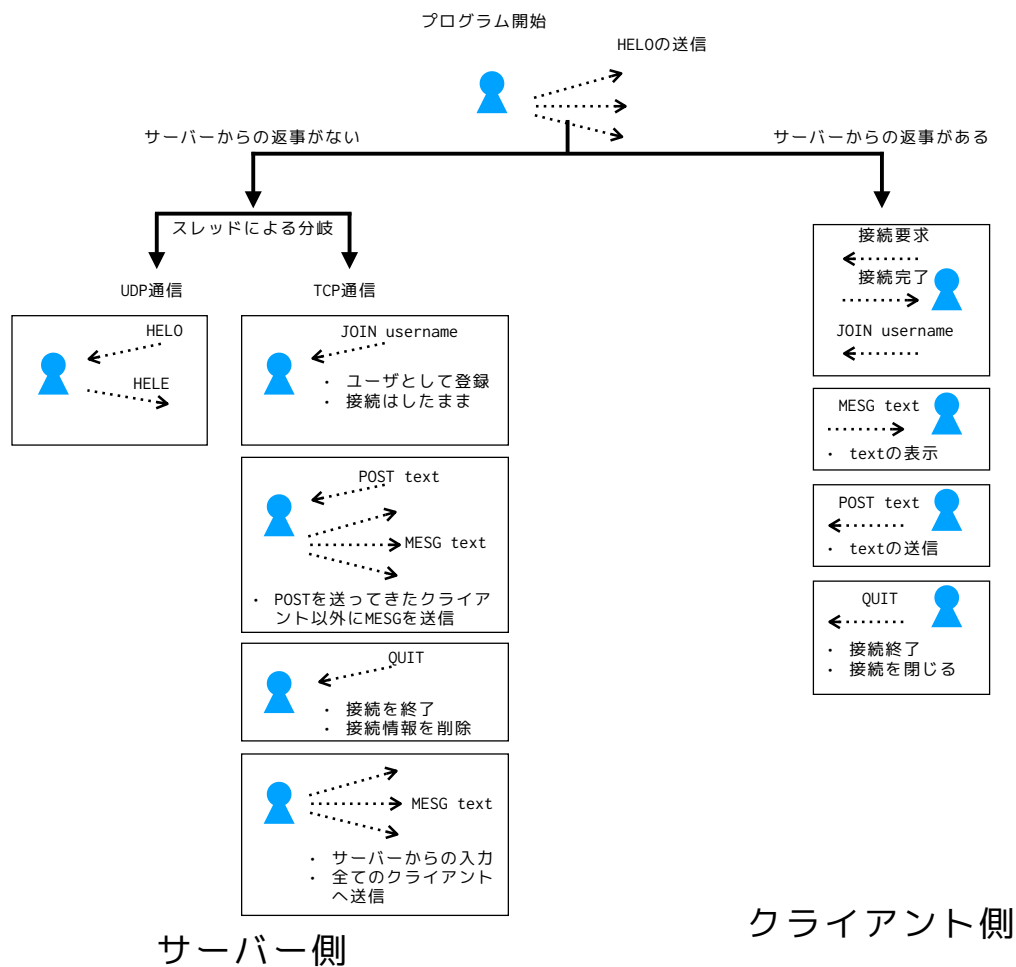 プログラム開始
HELOの送信
サーバーからの返事がない
サーバーからの返事がある
スレッドによる分岐
UDP通信
TCP通信
HELO
HELE
JOIN username
・ ユーザとして登録
・ 接続はしたまま
POST text
MESG text
・ POSTを送ってきたクライア
ント以外にMESGを送信
QUIT
・ 接続を終了
・ 接続情報を削除
MESG text
・ サーバーからの入力
・ 全てのクライアント
へ送信
サーバー側
接続要求
接続完了
JOIN username
MESG text
・ textの表示
POST text
・ textの送信
QUIT
・ 接続終了
・ 接続を閉じる
クライアント側